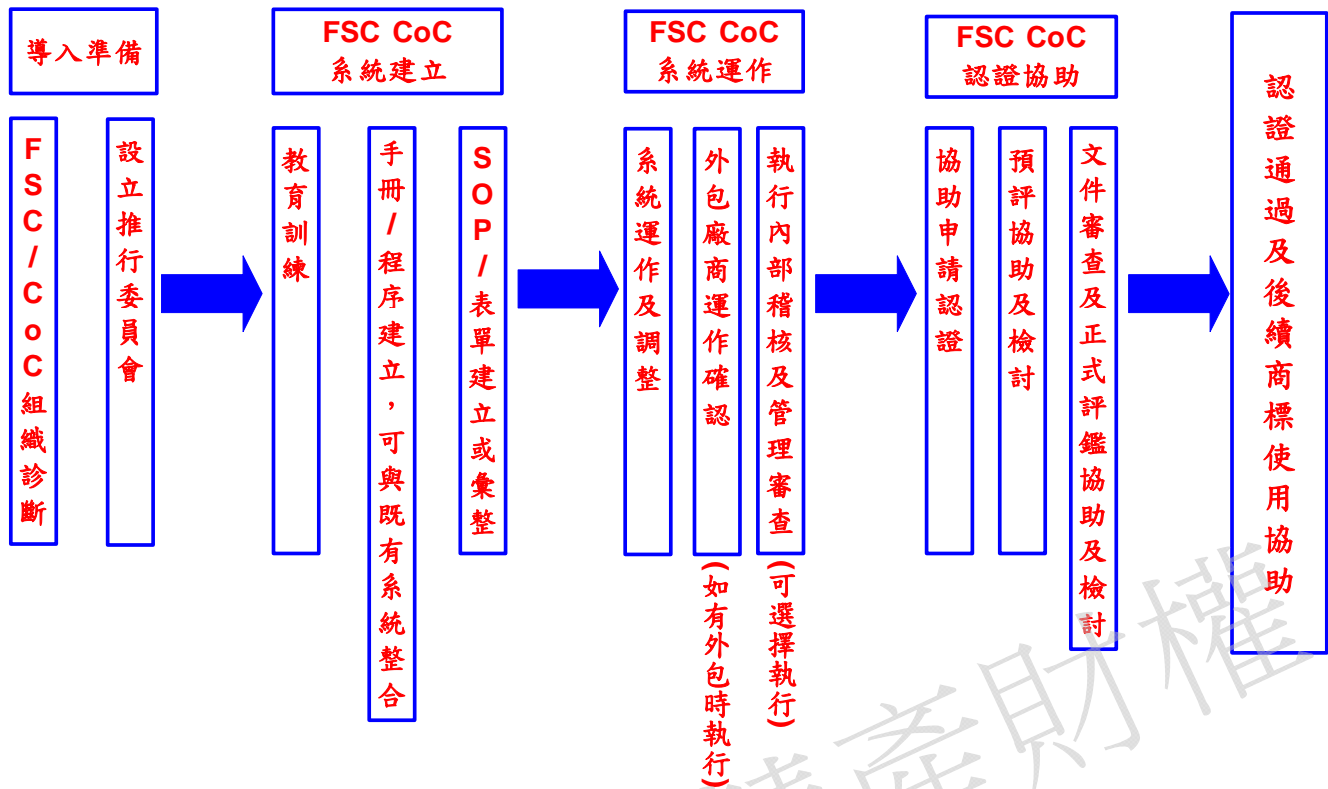 導入準備
FSC/CoC組織診斷
設立推行委員會
FSC CoC
系統建立
教育訓練
手冊/程序建立，可與既有系統整合
SOP/表單建立或彙整
FSC CoC
系統運作
系統運作及調整
外包廠商運作確認
(如有外包時執行)
執行內部稽核及管理審查
(可選擇執行)
FSC CoC
認證協助
協助申請認證
預評協助及檢討
文件審查及正式評鑑協助及檢討
認證通過及後續商標使用協助
產財權